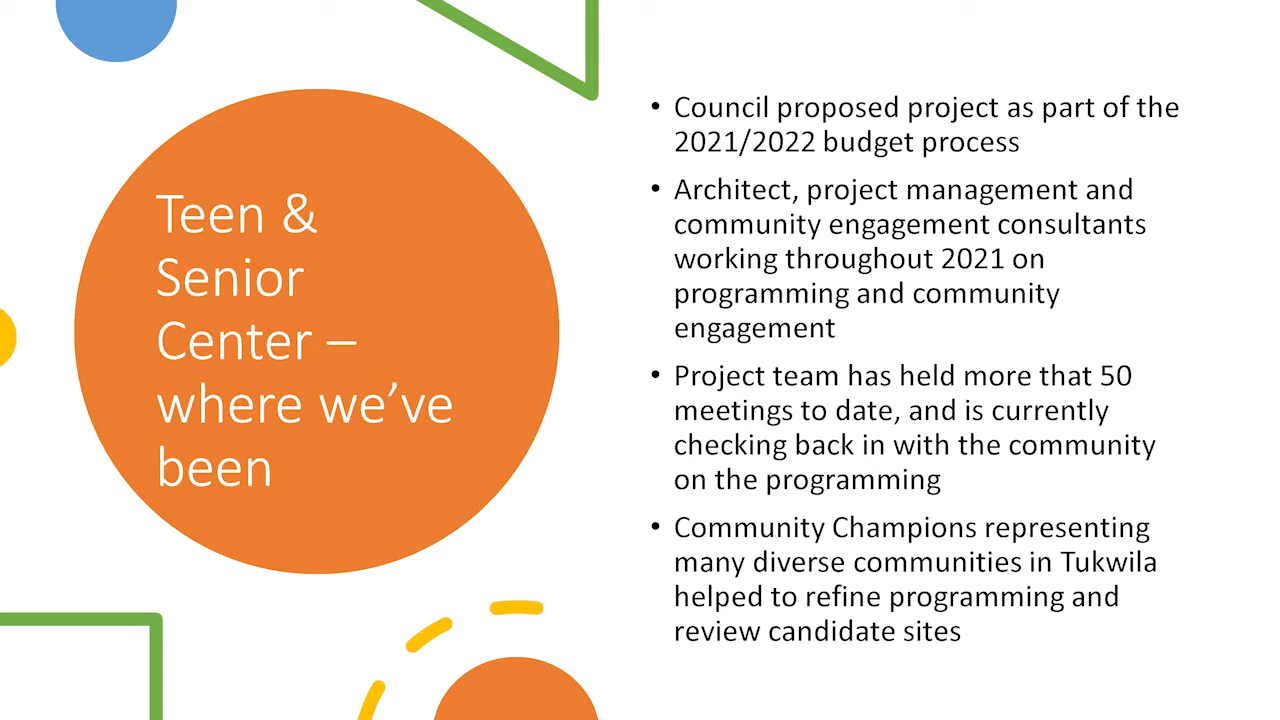 Teen &
Senior
Center –
where we’ve
been
• Council proposed project as part of the
2021/2022 budget process
• Architect, project management and
community engagement consultants
working throughout 2021 on
programming and community
engagement
• Project team has held more that 50
meetings to date, and is currently
checking back in with the community
on the programming
• Community Champions representing
many diverse communities in Tukwila
helped to refine programming and
review candidate sites